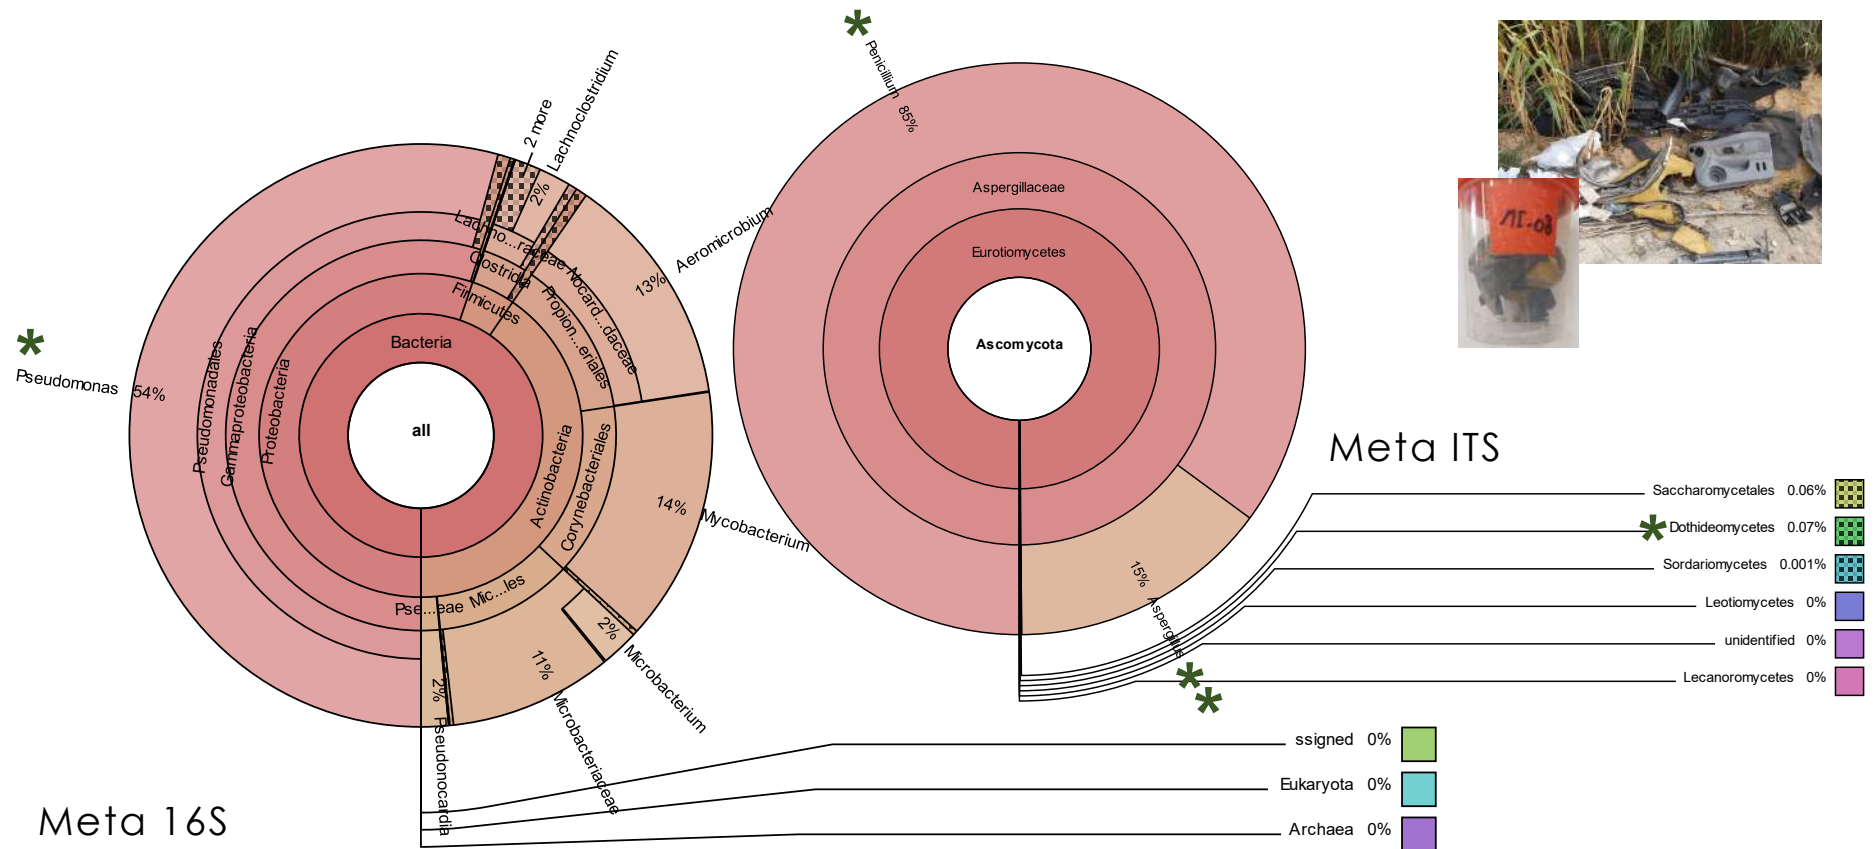 Meta 16S
all
Bacteria
Proteobacteria
Gammaproteobacteria
Pseudomonadales
Pseudomonas 54%
Firmicutes
Clostridia
Lachno...raceae
2 more
2% Lachnoclostridium
Actinobacteria
Propion...eriales
Nocard...daceae
13% Aeromicrobium
Corynebacteriales
14% Mycobacterium
Mic...les
2% Microbacterium
11% Microbacteriaceae
Pse...eae
2% Pseudonocardia
ssigned 0%
Eukaryota 0%
Archaea 0%
Meta ITS
Ascomycota
Eurotiomycetes
Aspergillaceae
Penicillium 85%
15% Aspergillus
Saccharomycetales 0.06%
Dothideomycetes 0.07%
Sordariomycetes 0.001%
Leotiomycetes 0%
unidentified 0%
Lecanoromycetes 0%